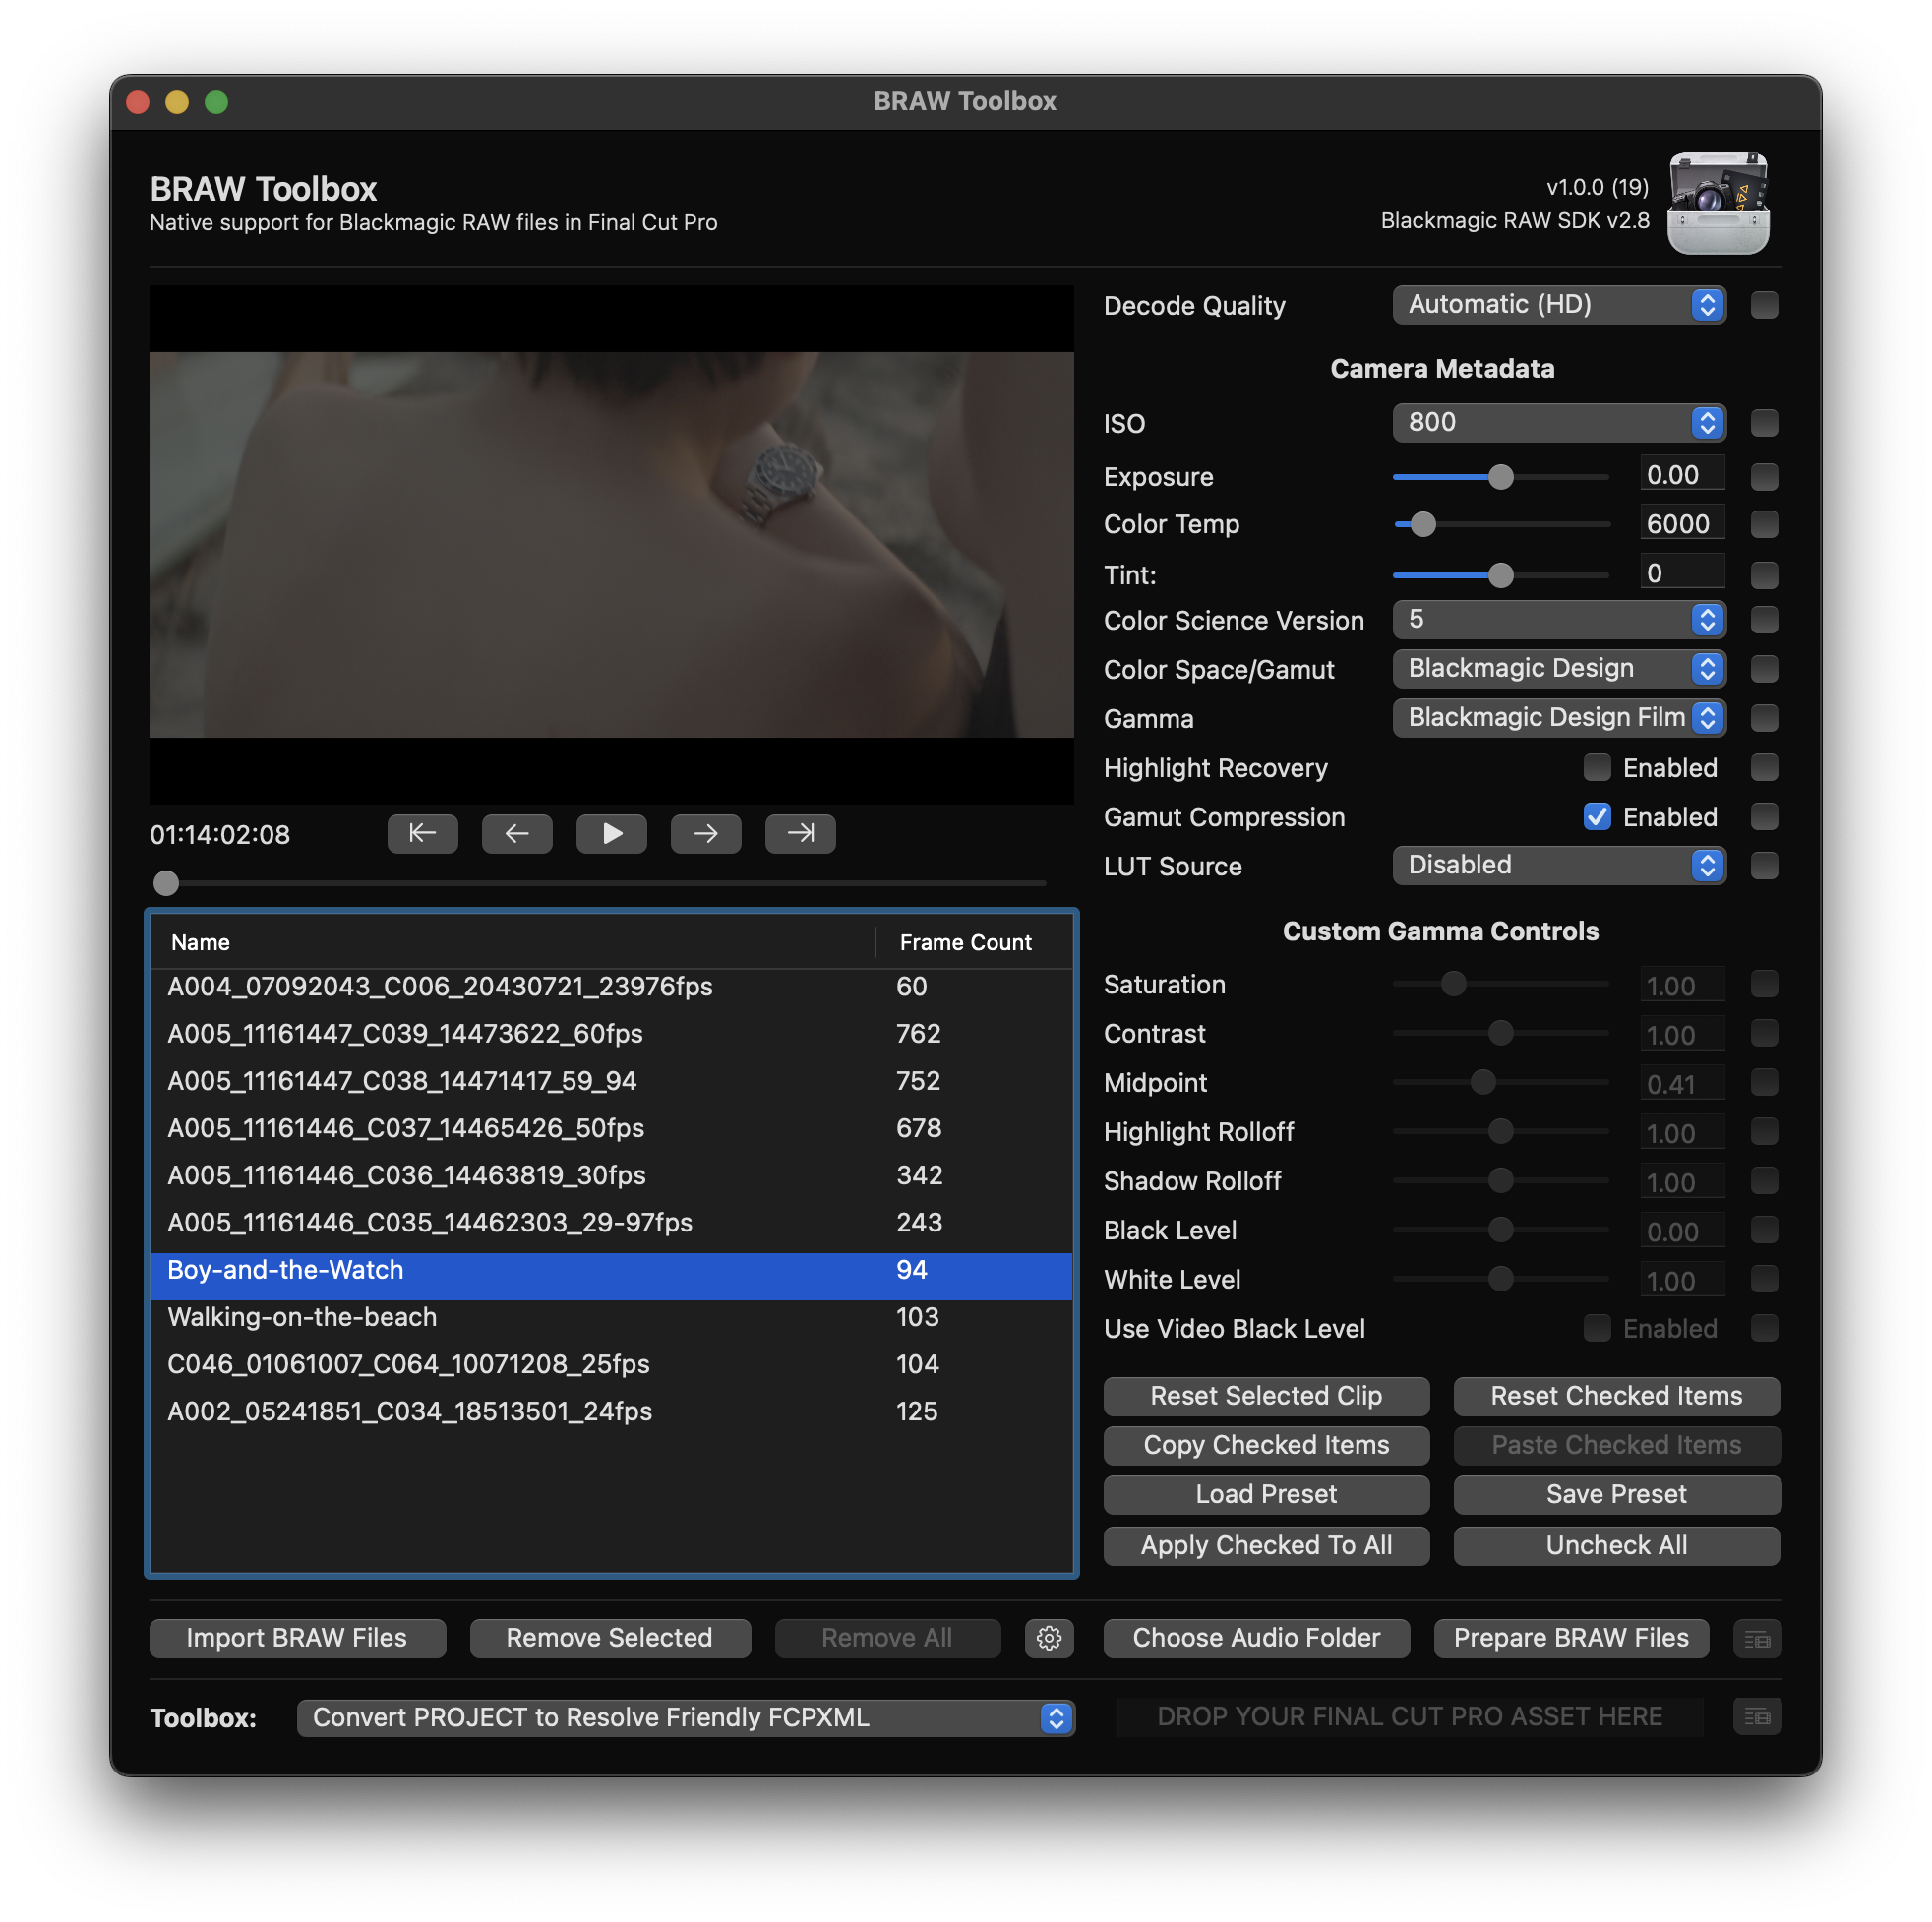 BRAW Toolbox
BRAW Toolbox
Native support for Blackmagic RAW files in Final Cut Pro
v1.0.0 (19)
Blackmagic RAW SDK v2.8
Decode Quality Automatic (HD)
Camera Metadata
ISO 800
Exposure 0.00
Color Temp 6000
Tint: 0
Color Science Version 5
Color Space/Gamut Blackmagic Design
Gamma Blackmagic Design Film
Highlight Recovery Enabled
Gamut Compression Enabled
LUT Source Disabled
01:14:02:08
Name Frame Count
A004_07092043_C006_20430721_23976fps 60
A005_11161447_C039_14473622_60fps 762
A005_11161447_C038_14471417_59_94 752
A005_11161446_C037_14465426_50fps 678
A005_11161446_C036_14463819_30fps 342
A005_11161446_C035_14462303_29-97fps 243
Boy-and-the-Watch 94
Walking-on-the-beach 103
C046_01061007_C064_10071208_25fps 104
A002_05241851_C034_18513501_24fps 125
Custom Gamma Controls
Saturation 1.00
Contrast 1.00
Midpoint 0.41
Highlight Rolloff 1.00
Shadow Rolloff 1.00
Black Level 0.00
White Level 1.00
Use Video Black Level Enabled
Reset Selected Clip Reset Checked Items
Copy Checked Items Paste Checked Items
Load Preset Save Preset
Apply Checked To All Uncheck All
Import BRAW Files Remove Selected Remove All Choose Audio Folder Prepare BRAW Files
Toolbox: Convert PROJECT to Resolve Friendly FCPXML DROP YOUR FINAL CUT PRO ASSET HERE